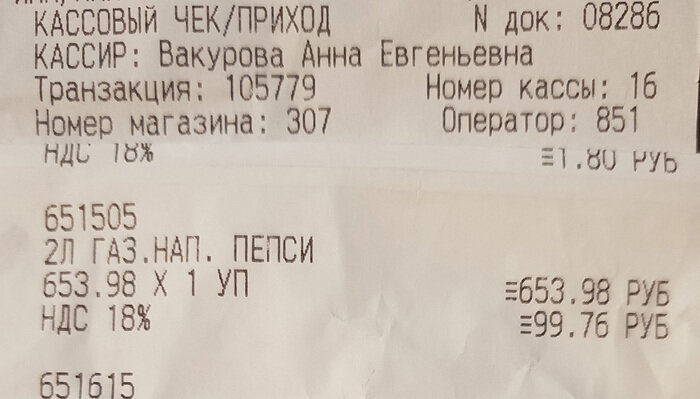 КАССОВЫЙ ЧЕК/ПРИХОД N док: 08286
КАССИР: Вакурова Анна Евгеньевна
Транзакция: 105779 Номер кассы: 16
Номер магазина: 307 Оператор: 851
НДС 18% ≡1.80 РУБ
651505
2Л ГАЗ.НАП. ПЕПСИ
653.98 X 1 УП ≡653.98 РУБ
НДС 18% ≡99.76 РУБ
651615